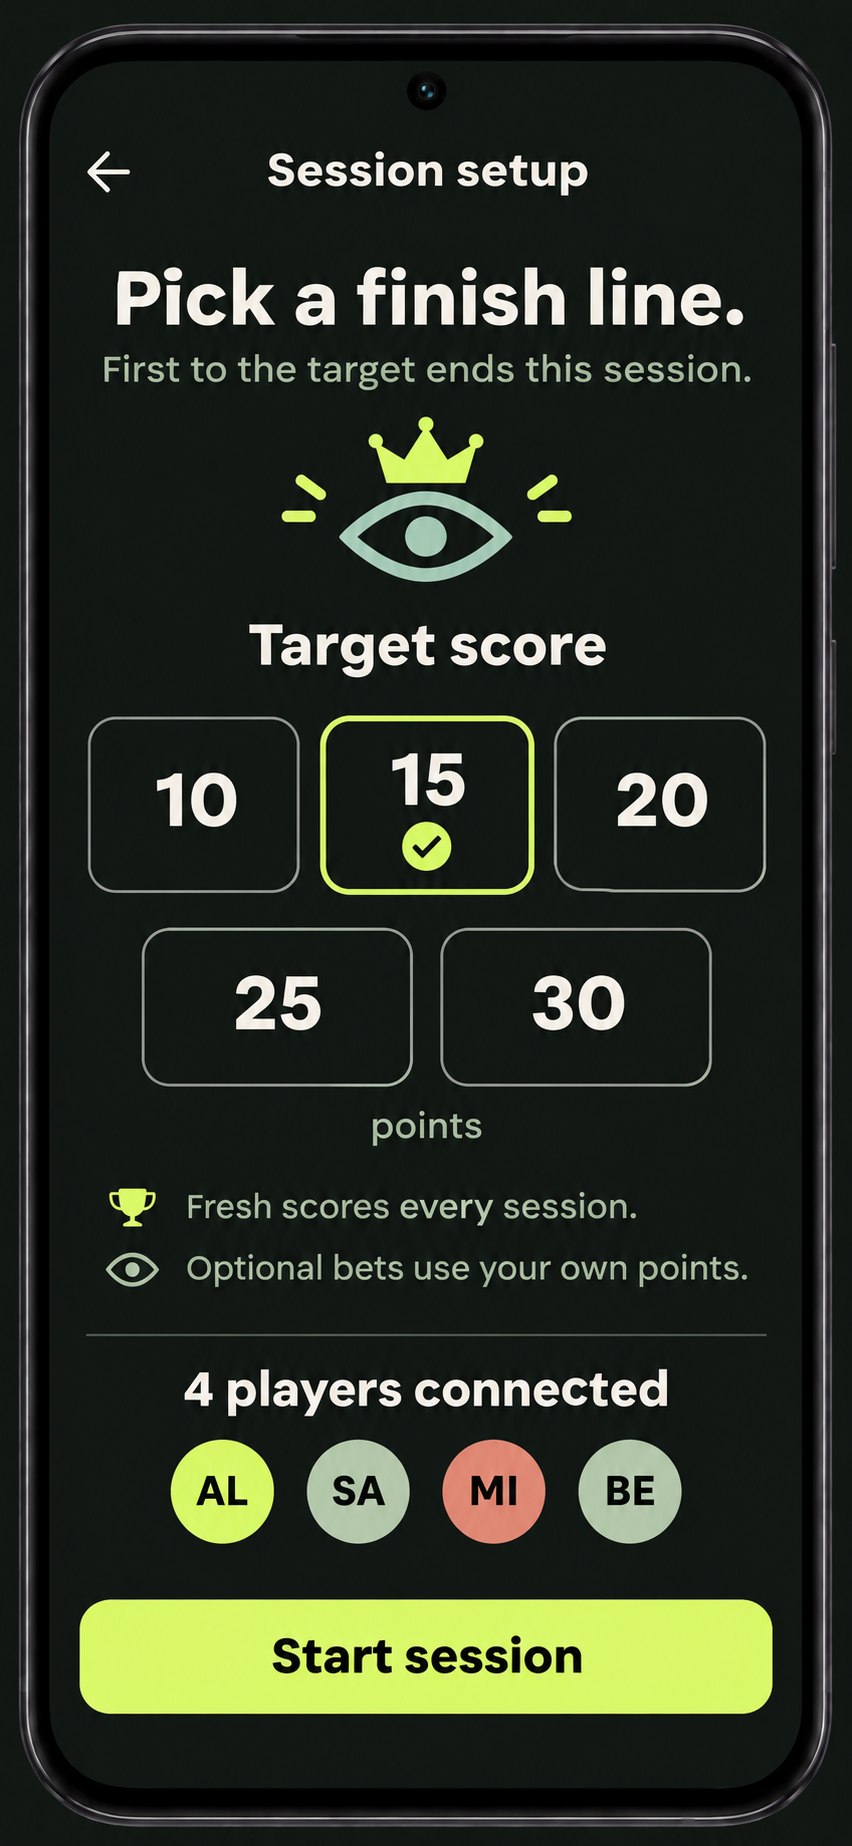 Session setup
Pick a finish line.
First to the target ends this session.
Target score
10
15
20
25
30
points
Fresh scores every session.
Optional bets use your own points.
4 players connected
AL
SA
MI
BE
Start session